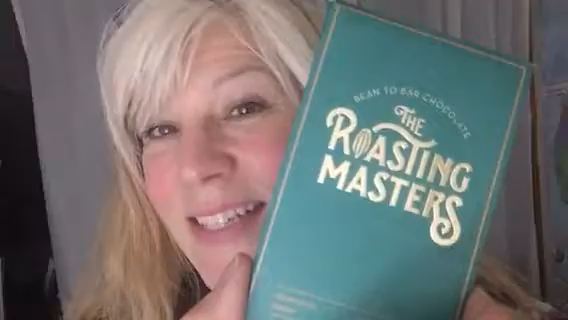 BEAN TO BAR CHOCOLATE
THE
ROASTING
MASTERS